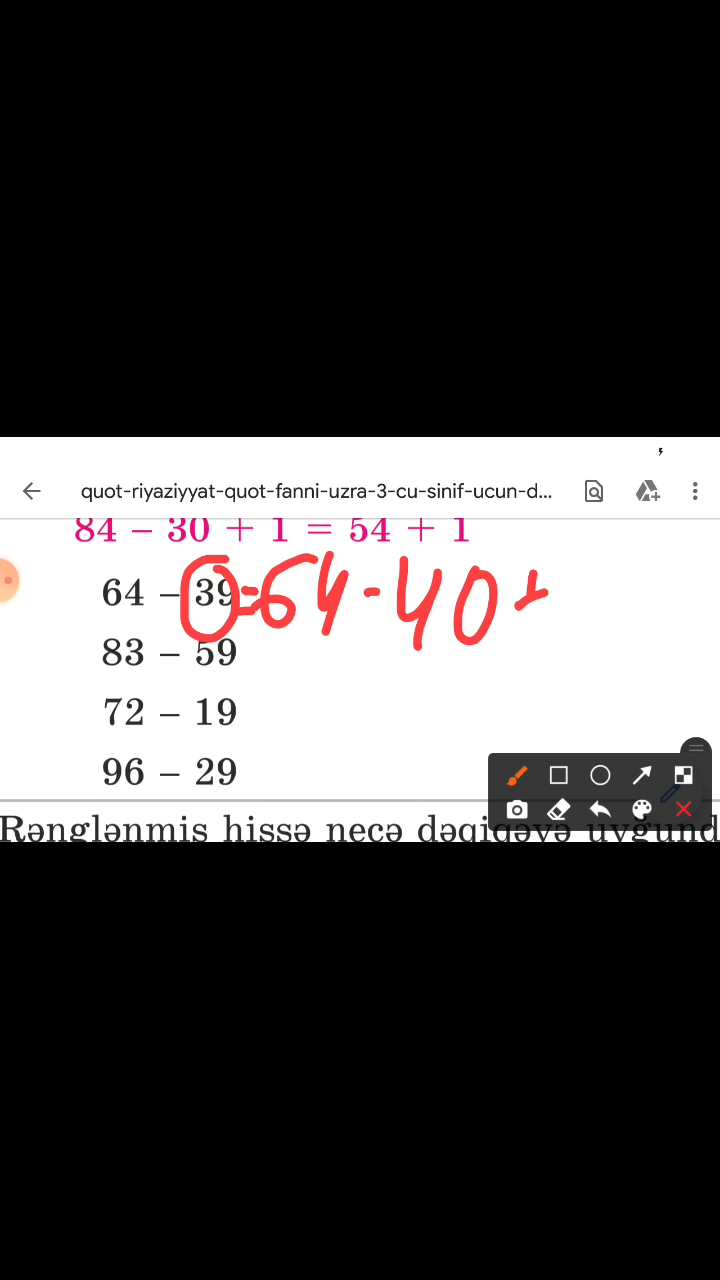 quot-riyaziyyat-quot-fanni-uzra-3-cu-sinif-ucun-d...
84 – 30 + 1 = 54 + 1
64 – 39 = 64 - 40 +
83 – 59
72 – 19
96 – 29
Rənglənmis hissə necə dəqiqəyə uyğund